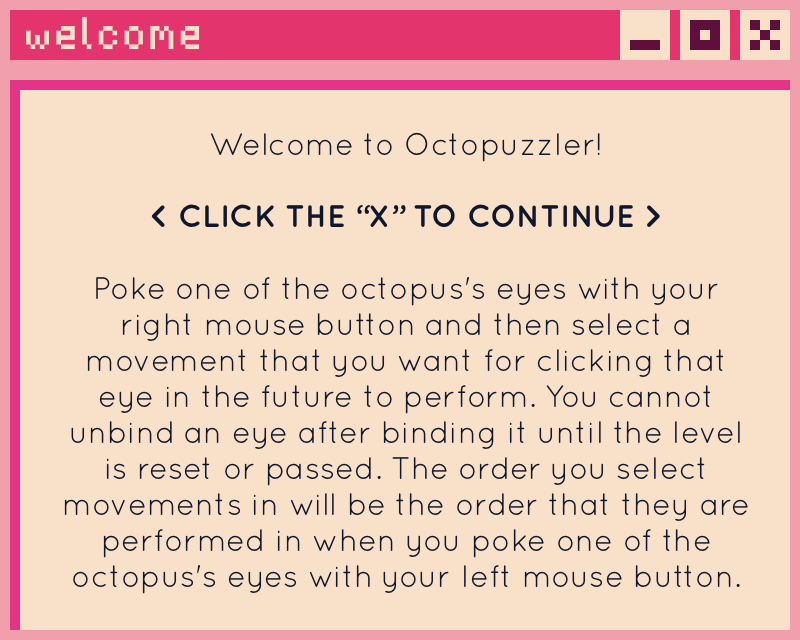 welcome
Welcome to Octopuzzler!
< CLICK THE “X” TO CONTINUE >
Poke one of the octopus's eyes with your
right mouse button and then select a
movement that you want for clicking that
eye in the future to perform. You cannot
unbind an eye after binding it until the level
is reset or passed. The order you select
movements in will be the order that they are
performed in when you poke one of the
octopus's eyes with your left mouse button.